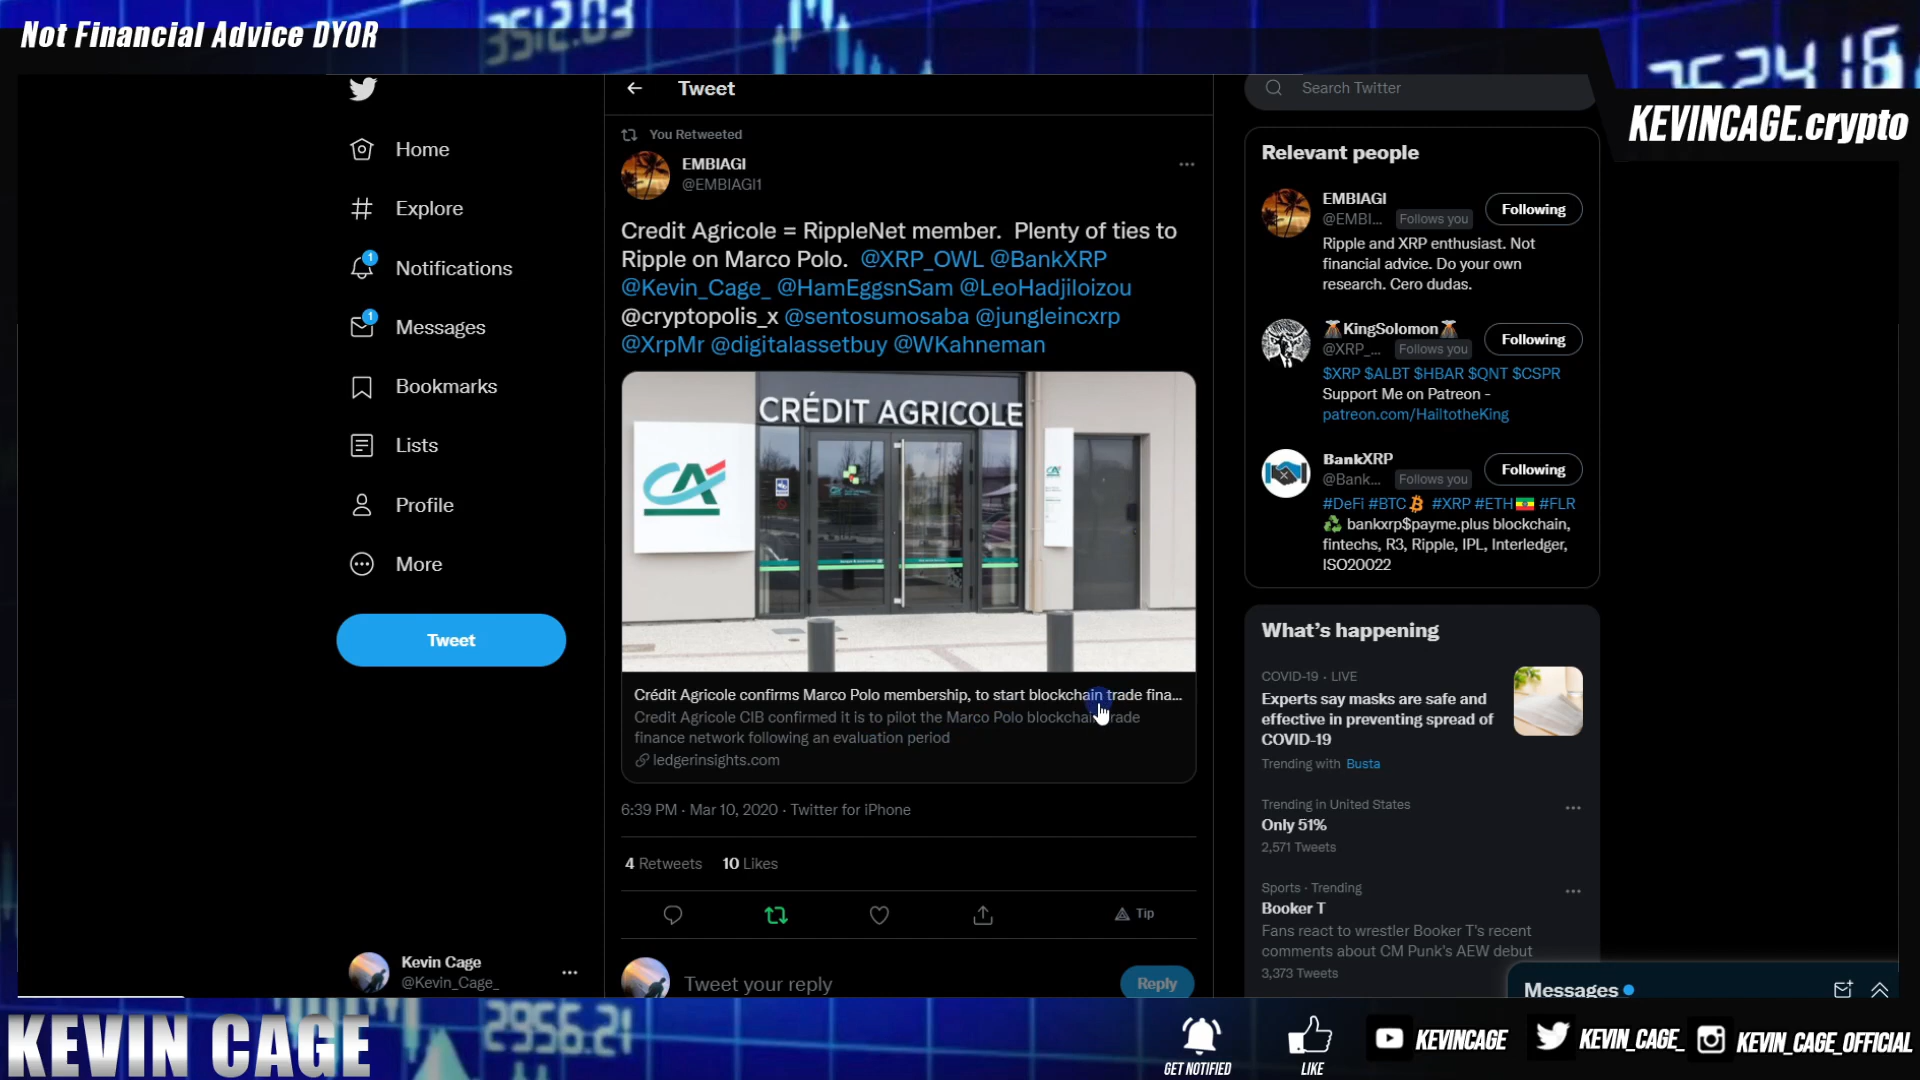 Not Financial Advice DYOR
3512.03
KEVINCAGE.crypto
Home
Explore
1
Notifications
1
Messages
Bookmarks
Lists
Profile
More
Tweet
Kevin Cage
@Kevin_Cage_
Tweet
You Retweeted
EMBIAGI
@EMBIAGI1
Credit Agricole = RippleNet member. Plenty of ties to
Ripple on Marco Polo. @XRP_OWL @BankXRP
@Kevin_Cage_ @HamEggsnSam @LeoHadjiloizou
@cryptopolis_x @sentosumosaba @jungleincxrp
@XrpMr @digitalassetbuy @WKahneman
CRÉDIT AGRICOLE
CA
Crédit Agricole confirms Marco Polo membership, to start blockchain trade fina...
Credit Agricole CIB confirmed it is to pilot the Marco Polo blockchain trade
finance network following an evaluation period
ledgerinsights.com
6:39 PM · Mar 10, 2020 · Twitter for iPhone
4 Retweets 10 Likes
Tip
Tweet your reply
Reply
Search Twitter
Relevant people
EMBIAGI
@EMBI... Follows you
Following
Ripple and XRP enthusiast. Not
financial advice. Do your own
research. Cero dudas.
🌋KingSolomon🌋
@XRP_... Follows you
Following
$XRP $ALBT $HBAR $QNT $CSPR
Support Me on Patreon -
patreon.com/HailtotheKing
BankXRP
@Bank... Follows you
Following
#DeFi #BTC #XRP #ETH🇪🇹 #FLR
♻️ bankxrp$payme.plus blockchain,
fintechs, R3, Ripple, IPL, Interledger,
ISO20022
What's happening
COVID-19 · LIVE
Experts say masks are safe and
effective in preventing spread of
COVID-19
Trending with Busta
Trending in United States
Only 51%
2,571 Tweets
Sports · Trending
Booker T
Fans react to wrestler Booker T's recent
comments about CM Punk's AEW debut
3,373 Tweets
Messages
KEVIN CAGE
2956.21
GET NOTIFIED
LIKE
KEVINCAGE
KEVIN_CAGE_
KEVIN_CAGE_OFFICIAL